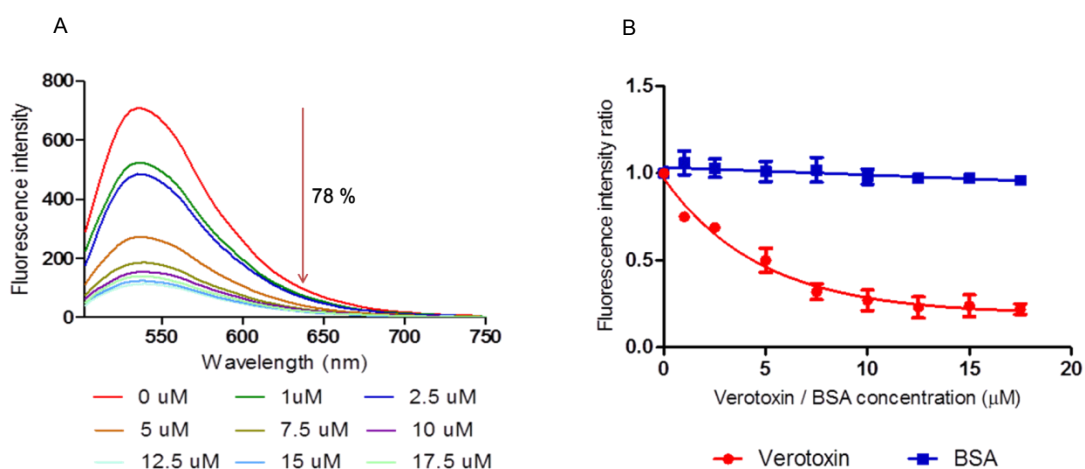 A
B
800
600
400
200
0
Fluorescence intensity
78 %
550
600
650
700
750
Wavelength (nm)
0 uM
1uM
2.5 uM
5 uM
7.5 uM
10 uM
12.5 uM
15 uM
17.5 uM
1.5
1.0
0.5
0.0
Fluorescence intensity ratio
0
5
10
15
20
Verotoxin / BSA concentration (μM)
Verotoxin
BSA